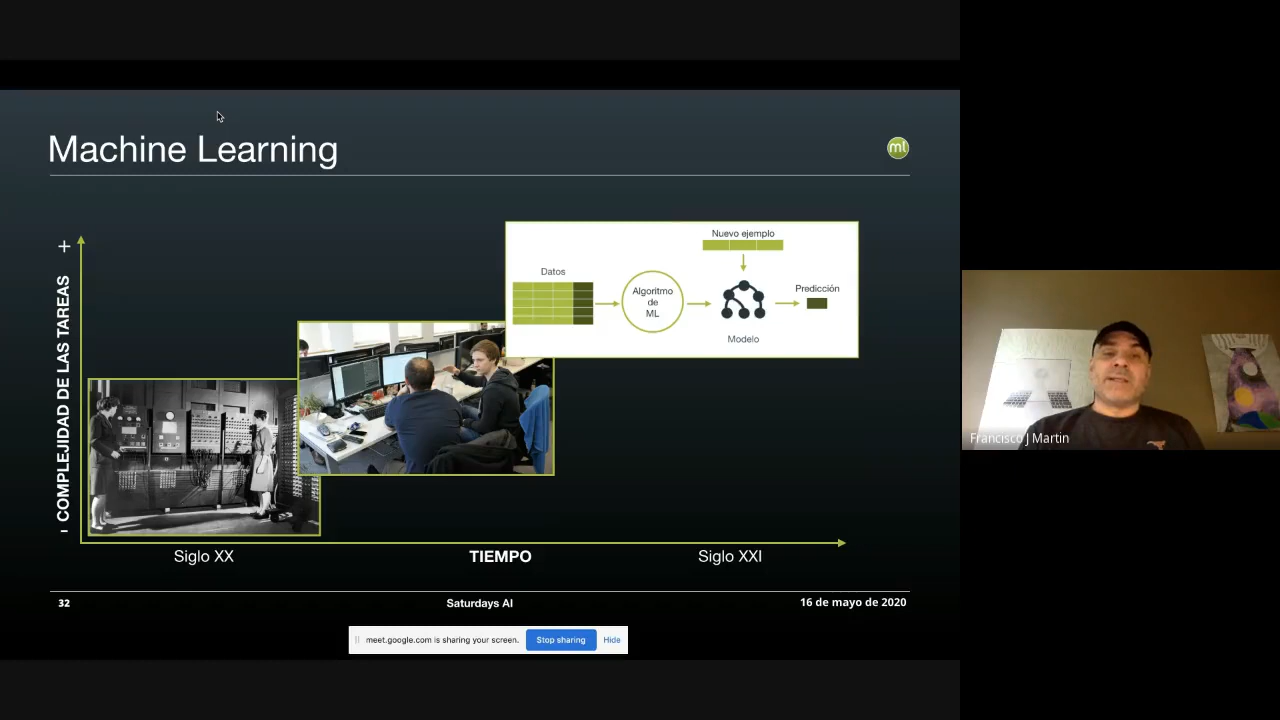 Machine Learning
ml
Nuevo ejemplo
Datos
Algoritmo
de
ML
Predicción
Modelo
+
COMPLEJIDAD DE LAS TAREAS
-
Siglo XX
TIEMPO
Siglo XXI
32
Saturdays AI
16 de mayo de 2020
meet.google.com is sharing your screen.
Stop sharing
Hide
Francisco J Martin